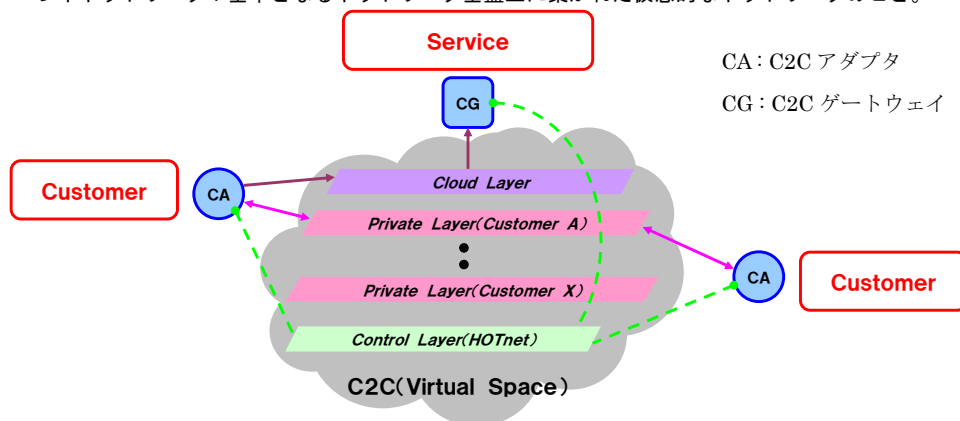 Service
CA：C2C アダプタ
CG：C2C ゲートウェイ
CG
Cloud Layer
Customer
CA
Private Layer(Customer A)
Private Layer(Customer X)
CA
Customer
Control Layer(HOTnet)
C2C(Virtual Space)